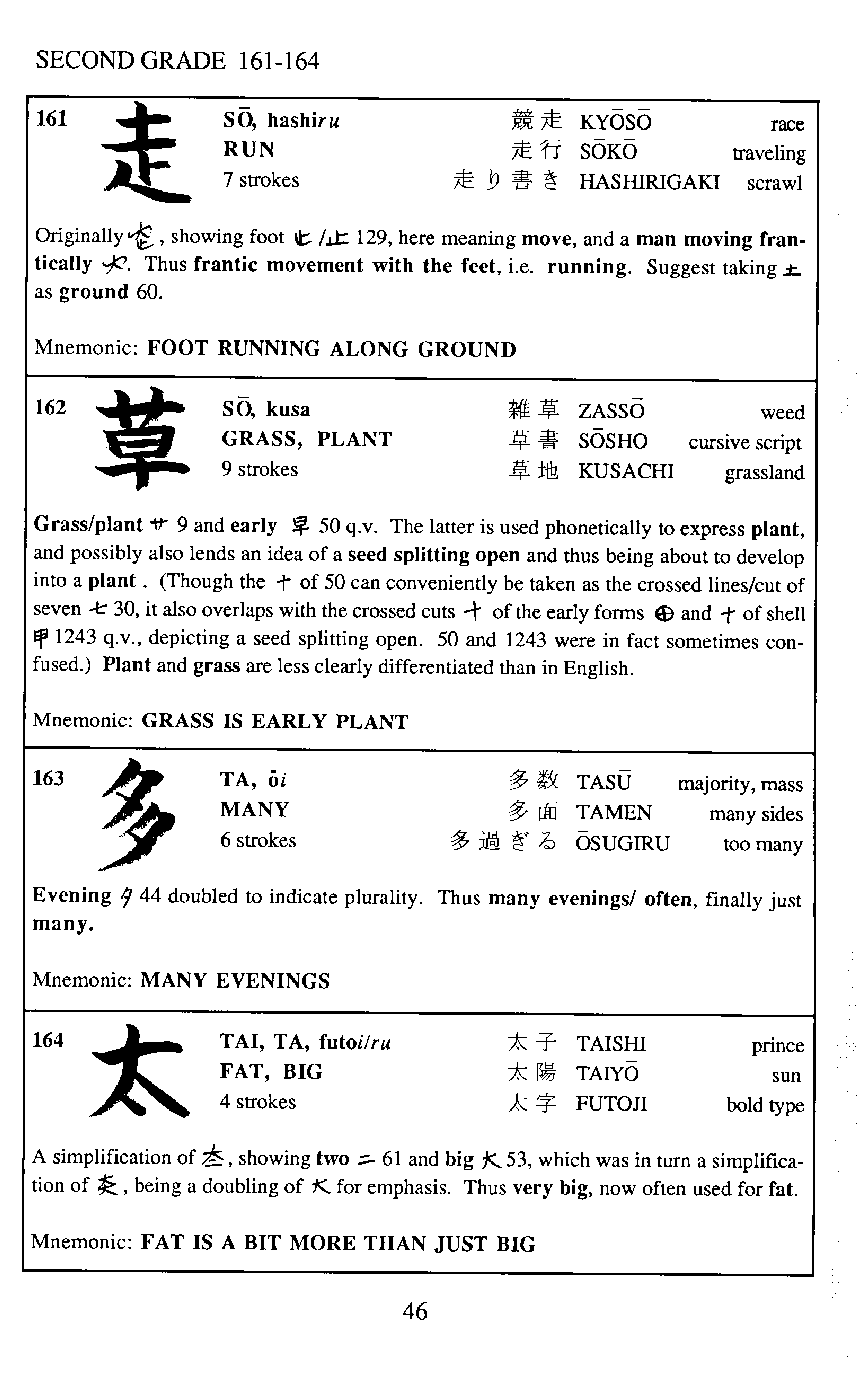 SECOND GRADE 161-164
161 走 SŌ, hashiru 競走 KYŌSŌ race
RUN 走行 SŌKŌ traveling
7 strokes 走り書き HASHIRIGAKI scrawl
Originally , showing foot /止 129, here meaning move, and a man moving fran-
tically . Thus frantic movement with the feet, i.e. running. Suggest taking 土
as ground 60.
Mnemonic: FOOT RUNNING ALONG GROUND
162 草 SŌ, kusa 雑草 ZASSŌ weed
GRASS, PLANT 草書 SŌSHO cursive script
9 strokes 草地 KUSACHI grassland
Grass/plant 艹 9 and early 早 50 q.v. The latter is used phonetically to express plant,
and possibly also lends an idea of a seed splitting open and thus being about to develop
into a plant . (Though the 十 of 50 can conveniently be taken as the crossed lines/cut of
seven 七 30, it also overlaps with the crossed cuts 十 of the early forms and of shell
甲 1243 q.v., depicting a seed splitting open. 50 and 1243 were in fact sometimes con-
fused.) Plant and grass are less clearly differentiated than in English.
Mnemonic: GRASS IS EARLY PLANT
163 多 TA, ōi 多数 TASŪ majority, mass
MANY 多面 TAMEN many sides
6 strokes 多過ぎる ŌSUGIRU too many
Evening 夕 44 doubled to indicate plurality. Thus many evenings/ often, finally just
many.
Mnemonic: MANY EVENINGS
164 太 TAI, TA, futoi/ru 太子 TAISHI prince
FAT, BIG 太陽 TAIYŌ sun
4 strokes 太字 FUTOJI bold type
A simplification of , showing two 二 61 and big 大 53, which was in turn a simplifica-
tion of , being a doubling of 大 for emphasis. Thus very big, now often used for fat.
Mnemonic: FAT IS A BIT MORE THAN JUST BIG
46